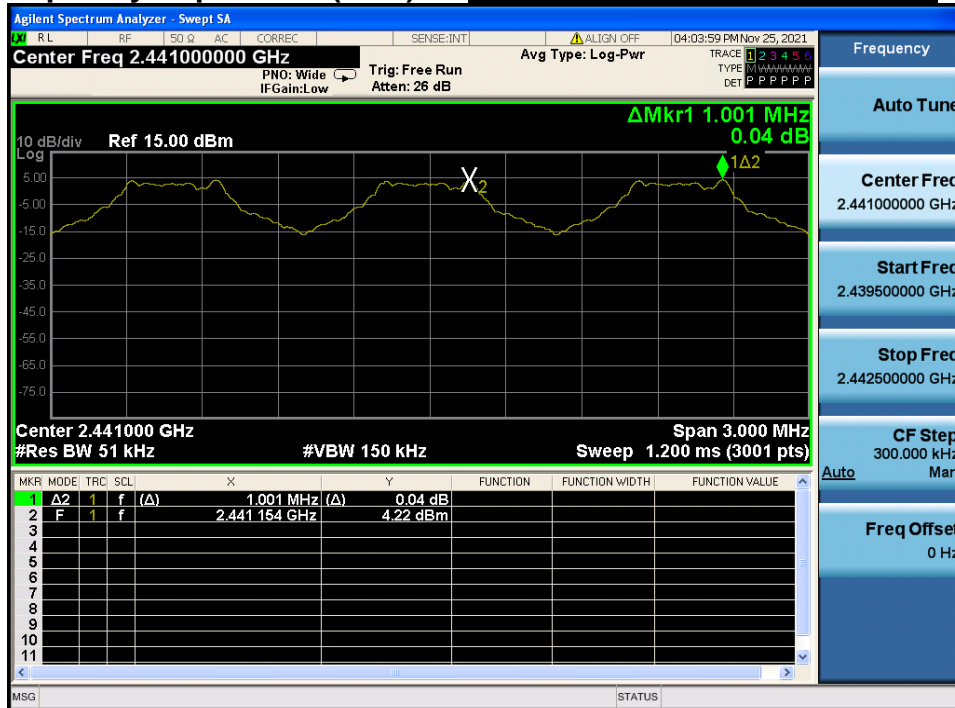 Agilent Spectrum Analyzer - Swept SA
LXI RL RF 50 Ω AC CORREC SENSE:INT ALIGN OFF 04:03:59 PM Nov 25, 2021
Center Freq 2.441000000 GHz
PNO: Wide
IFGain:Low
Trig: Free Run
Atten: 26 dB
Avg Type: Log-Pwr
TRACE 1 2 3 4 5 6
TYPE M WWWWW
DET P P P P P P
ΔMkr1 1.001 MHz
0.04 dB
10 dB/div Ref 15.00 dBm
Log
1Δ2
X2
5.00
-5.00
-15.0
-25.0
-35.0
-45.0
-55.0
-65.0
-75.0
Center 2.441000 GHz Span 3.000 MHz
#Res BW 51 kHz #VBW 150 kHz Sweep 1.200 ms (3001 pts)
MKR MODE TRC SCL X Y FUNCTION FUNCTION WIDTH FUNCTION VALUE
1 Δ2 1 f (Δ) 1.001 MHz (Δ) 0.04 dB
2 F 1 f 2.441 154 GHz 4.22 dBm
3
4
5
6
7
8
9
10
11
MSG STATUS
Frequency
Auto Tune
Center Freq
2.441000000 GHz
Start Freq
2.439500000 GHz
Stop Freq
2.442500000 GHz
CF Step
300.000 kHz
Auto Man
Freq Offset
0 Hz